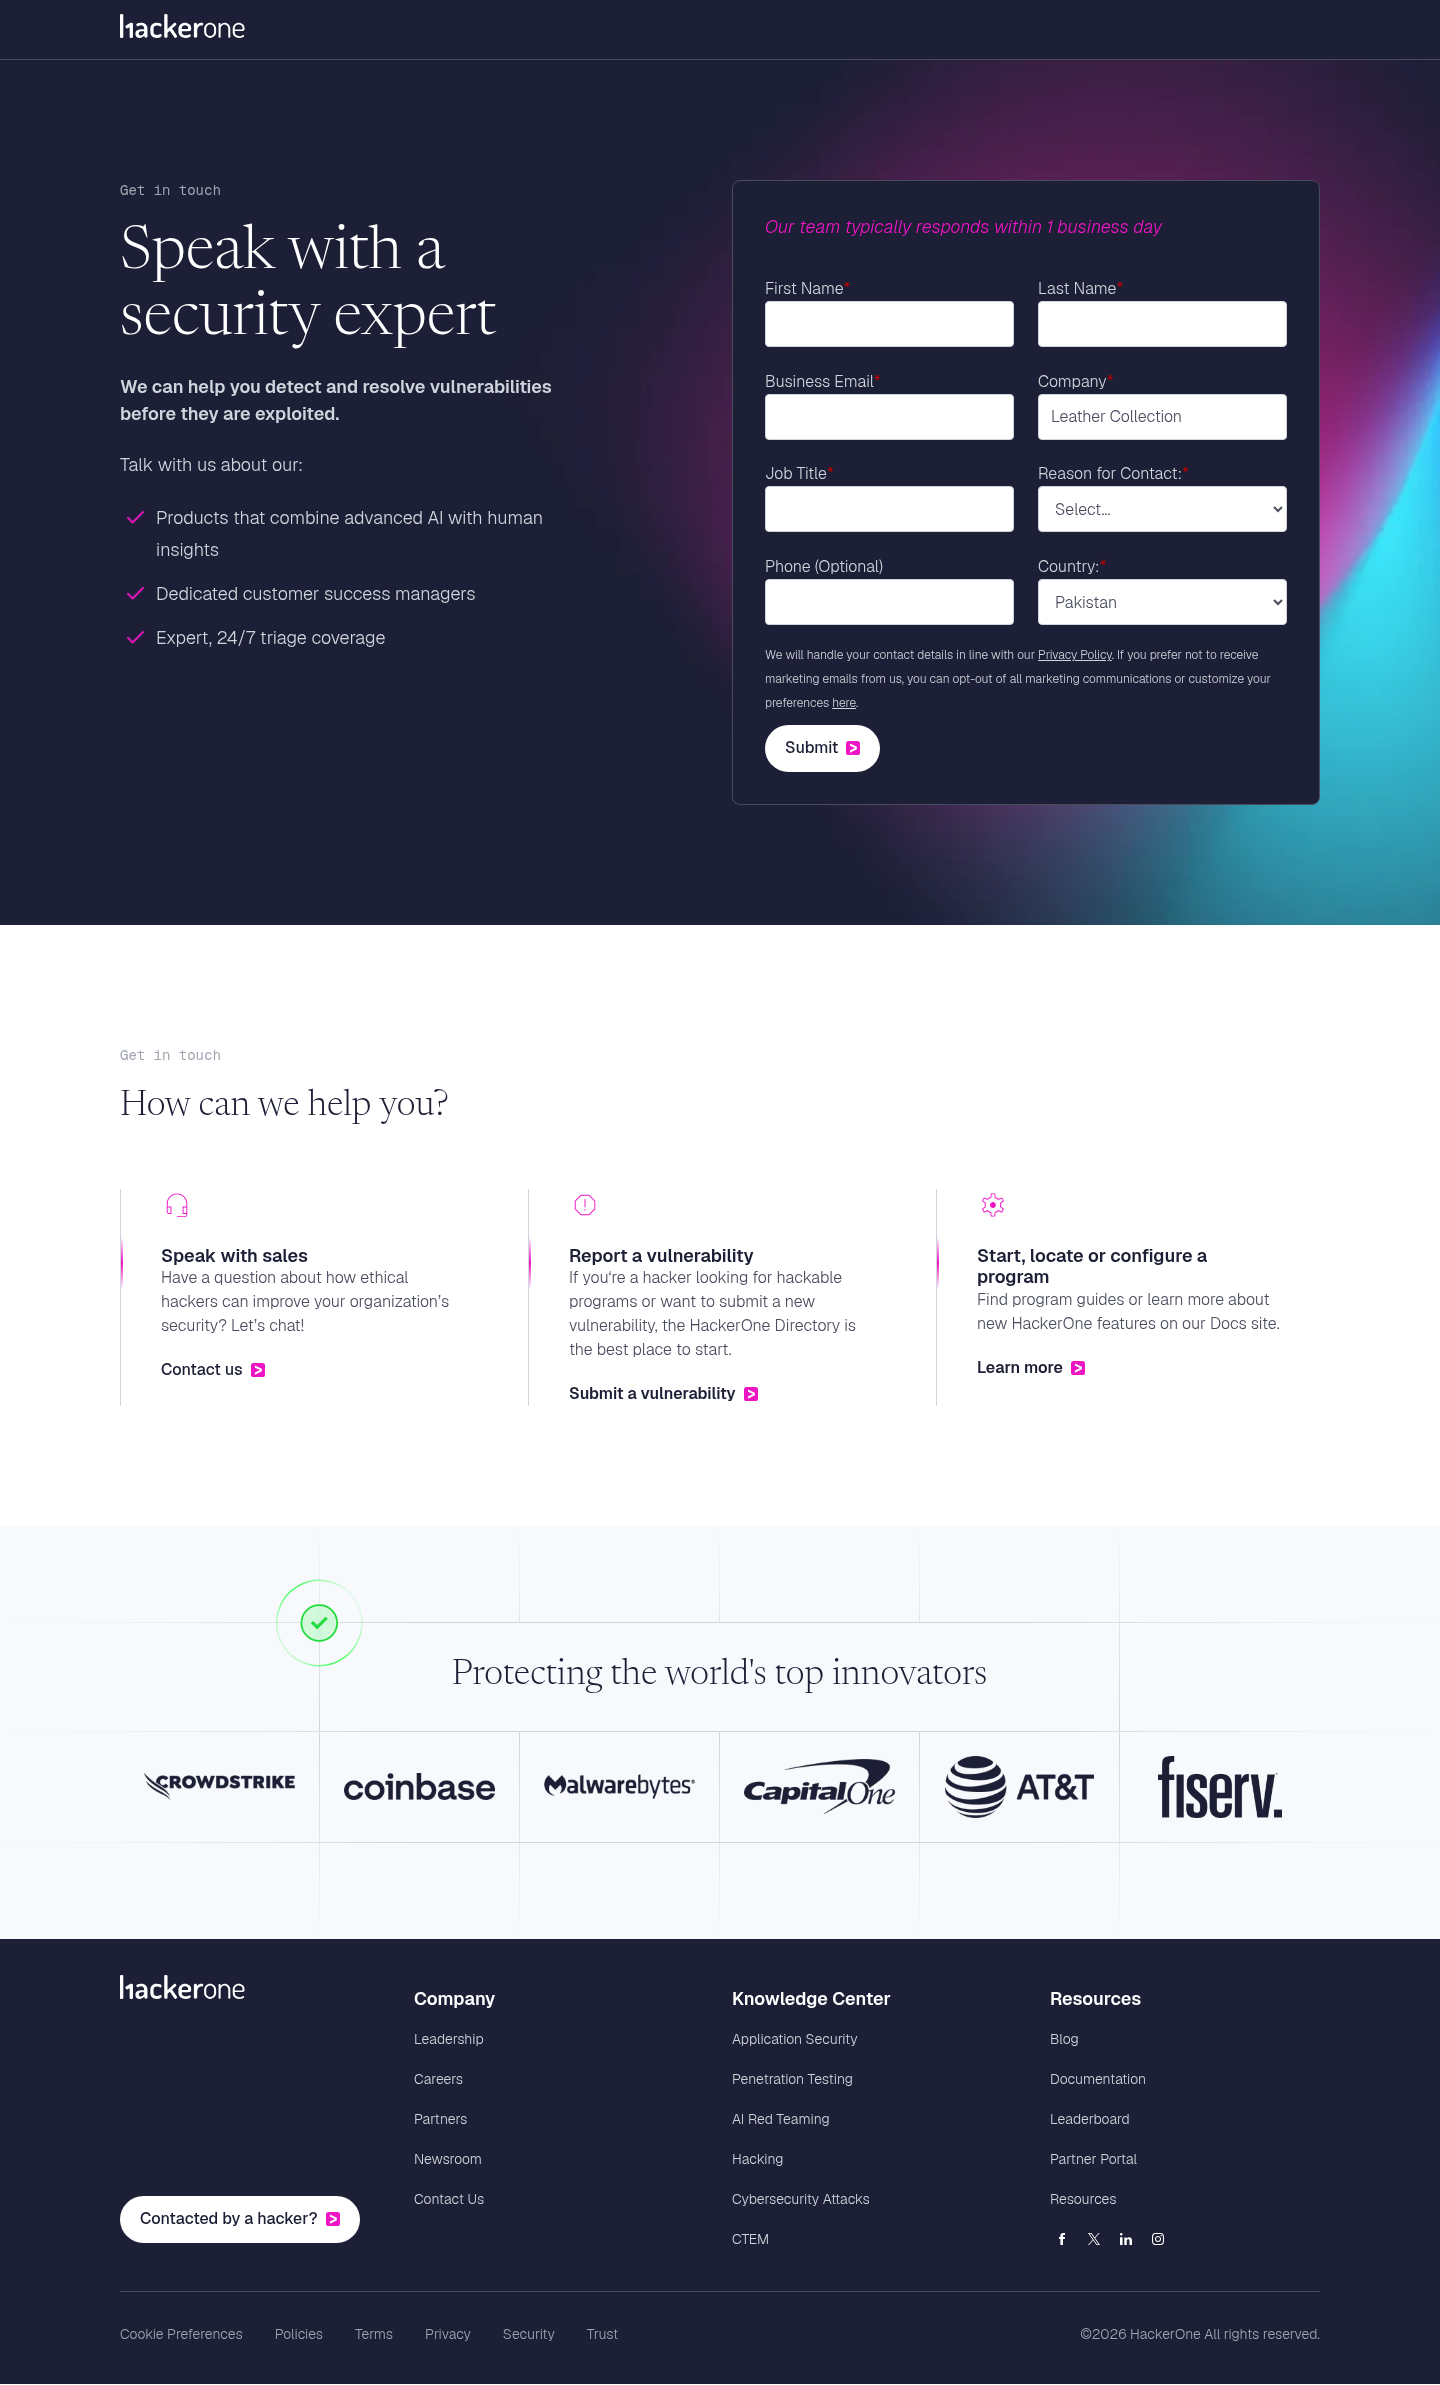 hackerone
Get in touch
Speak with a
security expert
We can help you detect and resolve vulnerabilities
before they are exploited.
Talk with us about our:
Products that combine advanced AI with human
insights
Dedicated customer success managers
Expert, 24/7 triage coverage
Our team typically responds within 1 business day
First Name*
Last Name*
Business Email*
Company*
Leather Collection
Job Title*
Reason for Contact:*
Select...
Phone (Optional)
Country:*
Pakistan
We will handle your contact details in line with our Privacy Policy. If you prefer not to receive
marketing emails from us, you can opt-out of all marketing communications or customize your
preferences here.
Submit
Get in touch
How can we help you?
Speak with sales
Have a question about how ethical
hackers can improve your organization’s
security? Let’s chat!
Contact us
Report a vulnerability
If you‘re a hacker looking for hackable
programs or want to submit a new
vulnerability, the HackerOne Directory is
the best place to start.
Submit a vulnerability
Start, locate or configure a
program
Find program guides or learn more about
new HackerOne features on our Docs site.
Learn more
Protecting the world's top innovators
CROWDSTRIKE
coinbase
Malwarebytes
Capital One
AT&T
fiserv.
hackerone
Contacted by a hacker?
Company
Leadership
Careers
Partners
Newsroom
Contact Us
Knowledge Center
Application Security
Penetration Testing
AI Red Teaming
Hacking
Cybersecurity Attacks
CTEM
Resources
Blog
Documentation
Leaderboard
Partner Portal
Resources
Cookie Preferences Policies Terms Privacy Security Trust
©2026 HackerOne All rights reserved.